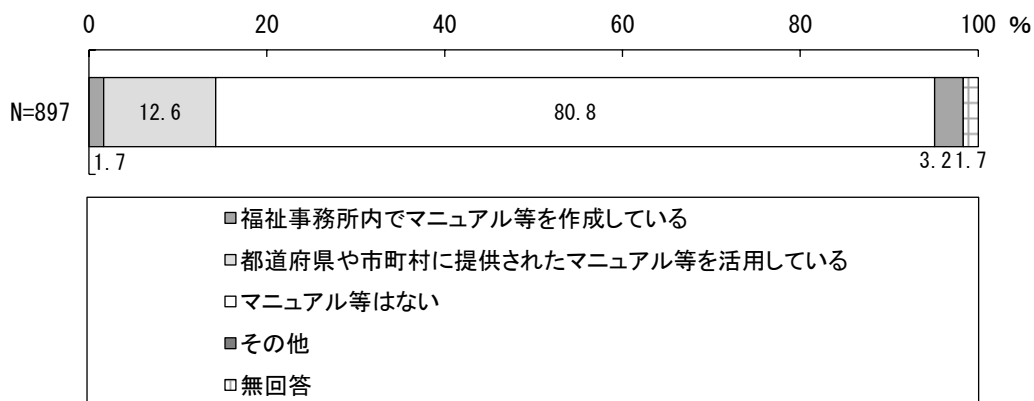 0 20 40 60 80 100 %
N=897 12.6 80.8
1.7 3.2 1.7
福祉事務所内でマニュアル等を作成している
都道府県や市町村に提供されたマニュアル等を活用している
マニュアル等はない
その他
無回答